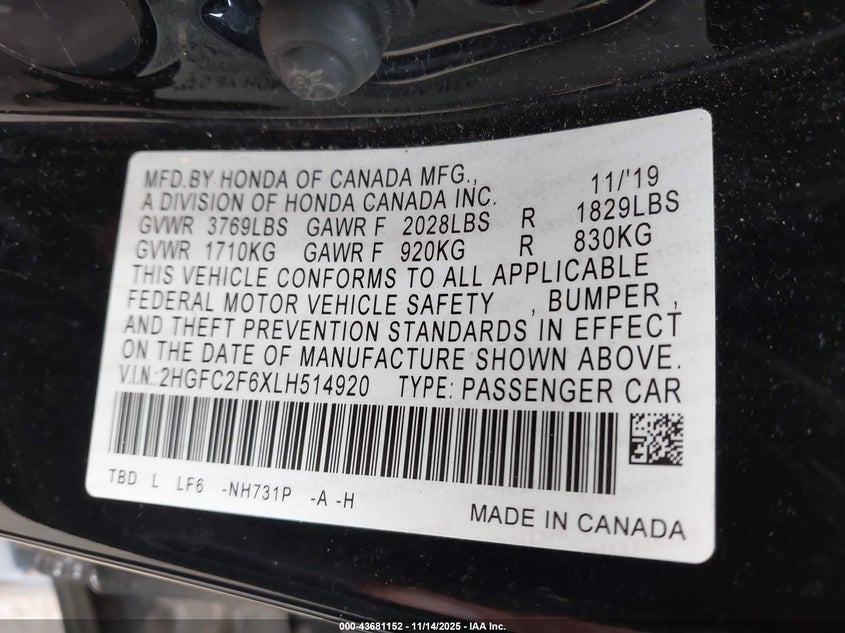 MFD. BY HONDA OF CANADA MFG., 11/'19
A DIVISION OF HONDA CANADA INC.
GVWR 3769LBS GAWR F 2028LBS R 1829LBS
GVWR 1710KG GAWR F 920KG R 830KG
THIS VEHICLE CONFORMS TO ALL APPLICABLE
FEDERAL MOTOR VEHICLE SAFETY , BUMPER ,
AND THEFT PREVENTION STANDARDS IN EFFECT
ON THE DATE OF MANUFACTURE SHOWN ABOVE.
V.I.N.:2HGFC2F6XLH514920 TYPE: PASSENGER CAR
TBD L LF6 -NH731P -A -H
MADE IN CANADA
000-43681152 - 11/14/2025 - IAA Inc.